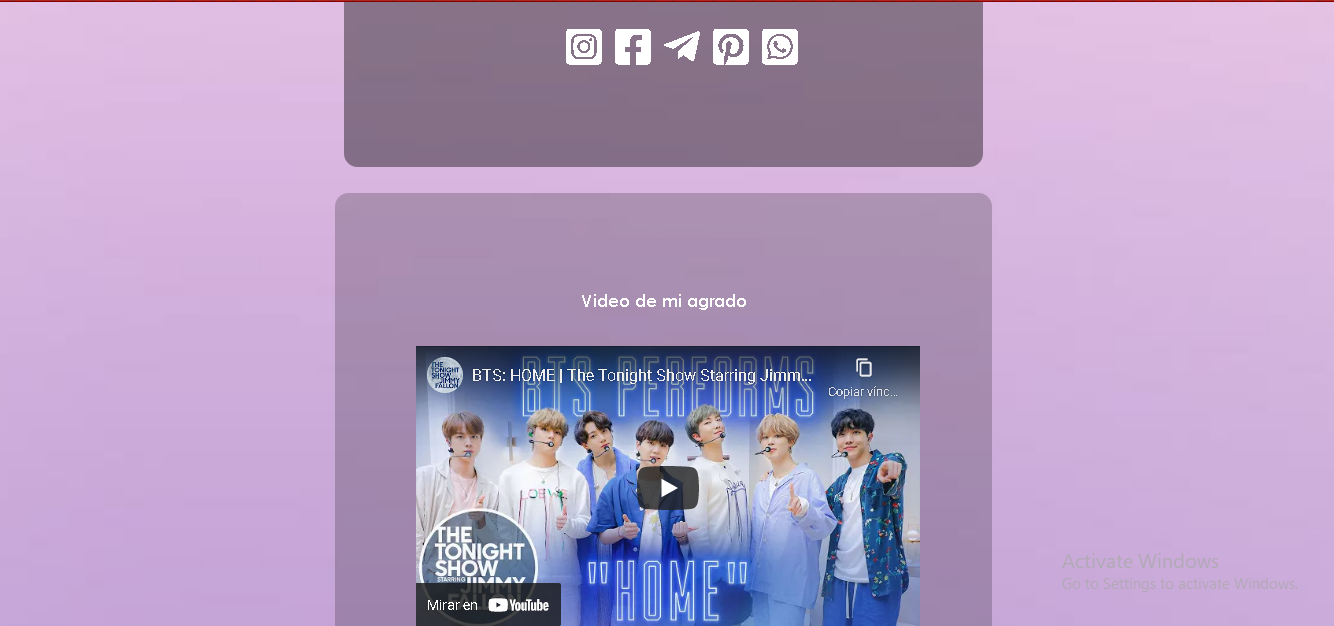 Video de mi agrado
THE TONIGHT SHOW JIMMY FALLON
BTS: HOME | The Tonight Show Starring Jimm...
Copiar vínc...
BTS PERFORMS
LOEWE
THE
TONIGHT
SHOW
STARRING
JIMMY
"HOME"
Mirar en YouTube
Activate Windows
Go to Settings to activate Windows.